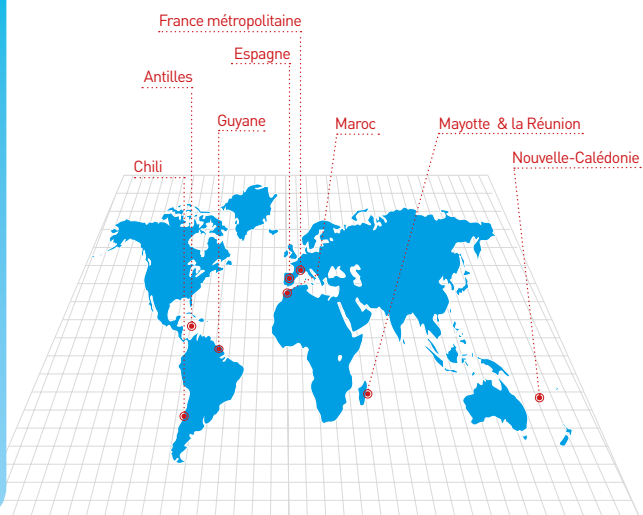 France métropolitaine
Espagne
Antilles
Guyane
Maroc
Mayotte & la Réunion
Nouvelle-Calédonie
Chili